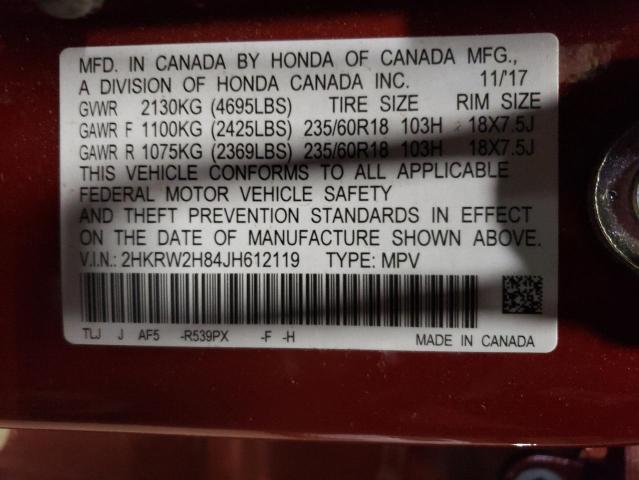 MFD. IN CANADA BY HONDA OF CANADA MFG.,
A DIVISION OF HONDA CANADA INC. 11/17
GVWR 2130KG (4695LBS) TIRE SIZE RIM SIZE
GAWR F 1100KG (2425LBS) 235/60R18 103H 18X7.5J
GAWR R 1075KG (2369LBS) 235/60R18 103H 18X7.5J
THIS VEHICLE CONFORMS TO ALL APPLICABLE
FEDERAL MOTOR VEHICLE SAFETY
AND THEFT PREVENTION STANDARDS IN EFFECT
ON THE DATE OF MANUFACTURE SHOWN ABOVE.
V.I.N.: 2HKRW2H84JH612119 TYPE: MPV
TLJ J AF5 -R539PX -F -H MADE IN CANADA